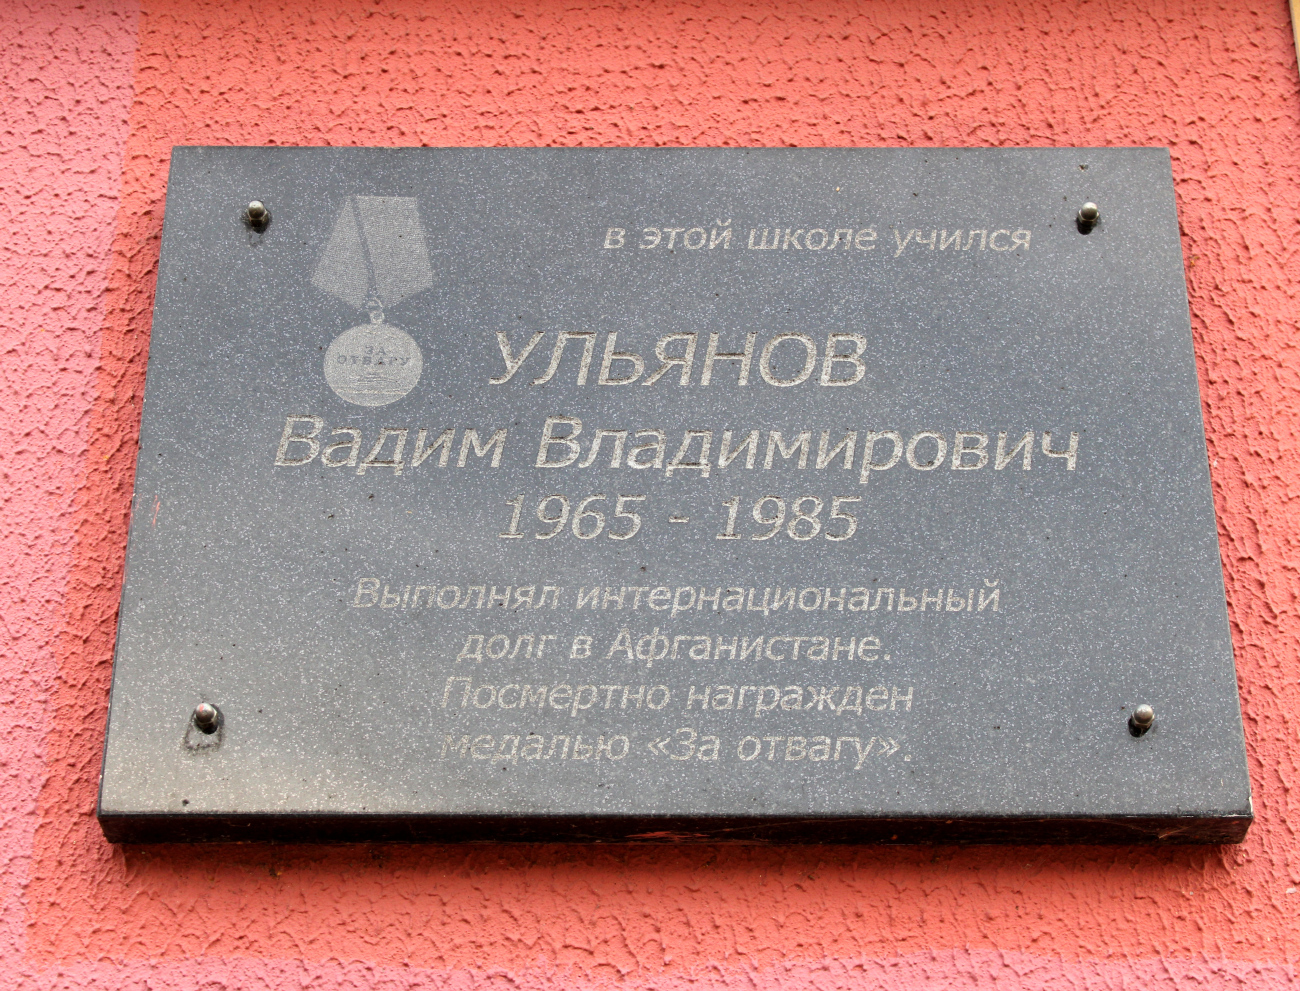 в этой школе учился
ЗА
ОТВАГУ
УЛЬЯНОВ
Вадим Владимирович
1965 - 1985
Выполнял интернациональный
долг в Афганистане.
Посмертно награжден
медалью «За отвагу».